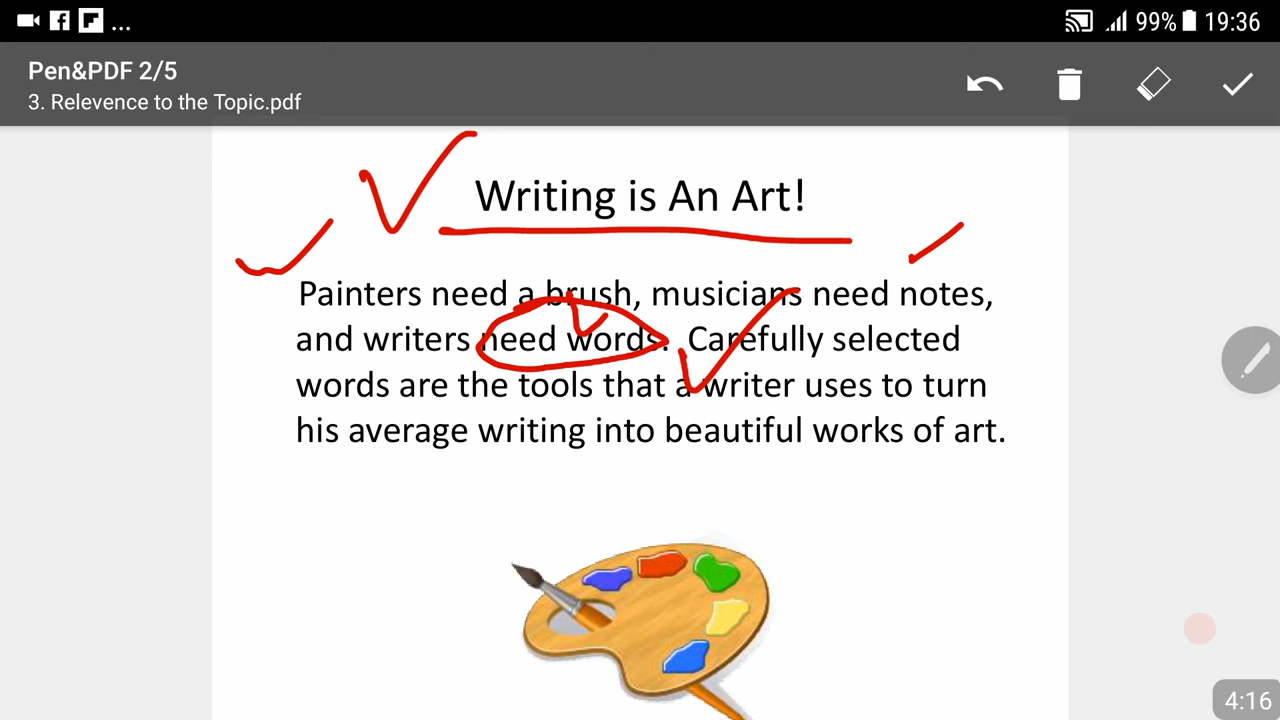 ... 99% 19:36
Pen&PDF 2/5
3. Relevence to the Topic.pdf
Writing is An Art!
Painters need a brush, musicians need notes,
and writers need words. Carefully selected
words are the tools that a writer uses to turn
his average writing into beautiful works of art.
4:16